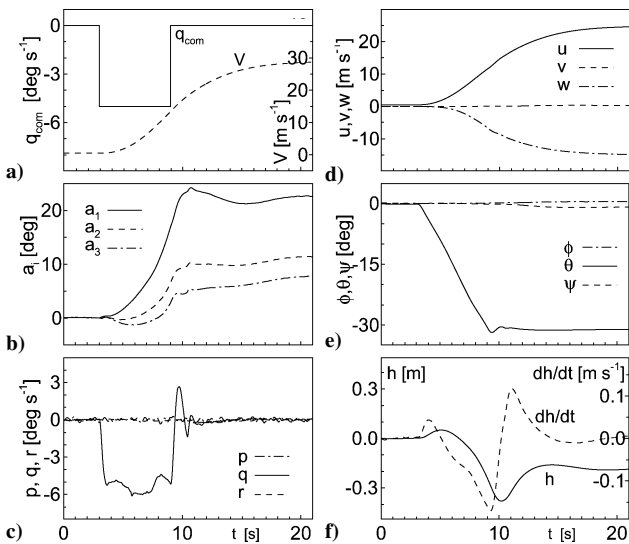 a)
q_com [deg s⁻¹]
0
-3
-6
q_com
V
V [m s⁻¹]
30
15
0
b)
a_i [deg]
20
10
0
a₁
a₂
a₃
c)
p, q, r [deg s⁻¹]
3
0
-3
-6
p
q
r
0
10
t [s]
20
d)
u,v,w [m s⁻¹]
20
10
0
-10
u
v
w
e)
ϕ,θ,ψ [deg]
0
-15
-30
ϕ
θ
ψ
f)
h [m]
dh/dt [m s⁻¹]
0.3
0.0
-0.3
0.1
0.0
-0.1
dh/dt
h
0
10
t [s]
20